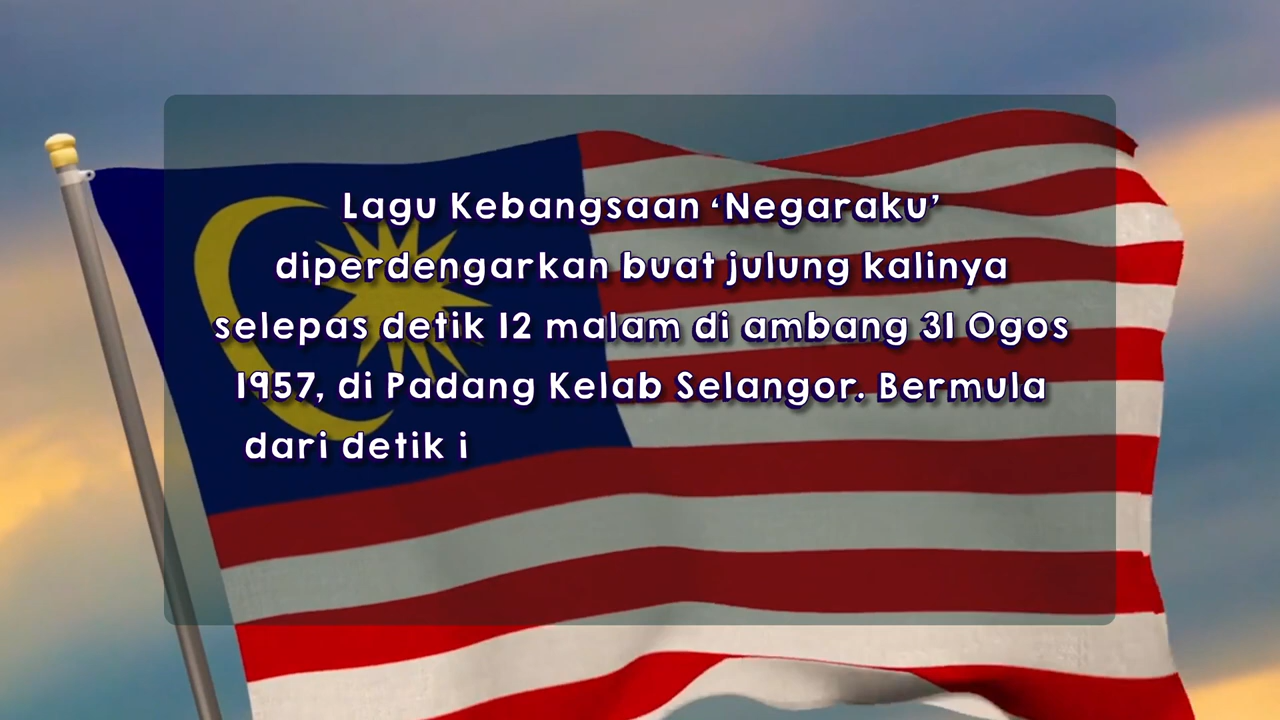 Lagu Kebangsaan ‘Negaraku’
diperdengarkan buat julung kalinya
selepas detik 12 malam di ambang 31 Ogos
1957, di Padang Kelab Selangor. Bermula
dari detik i